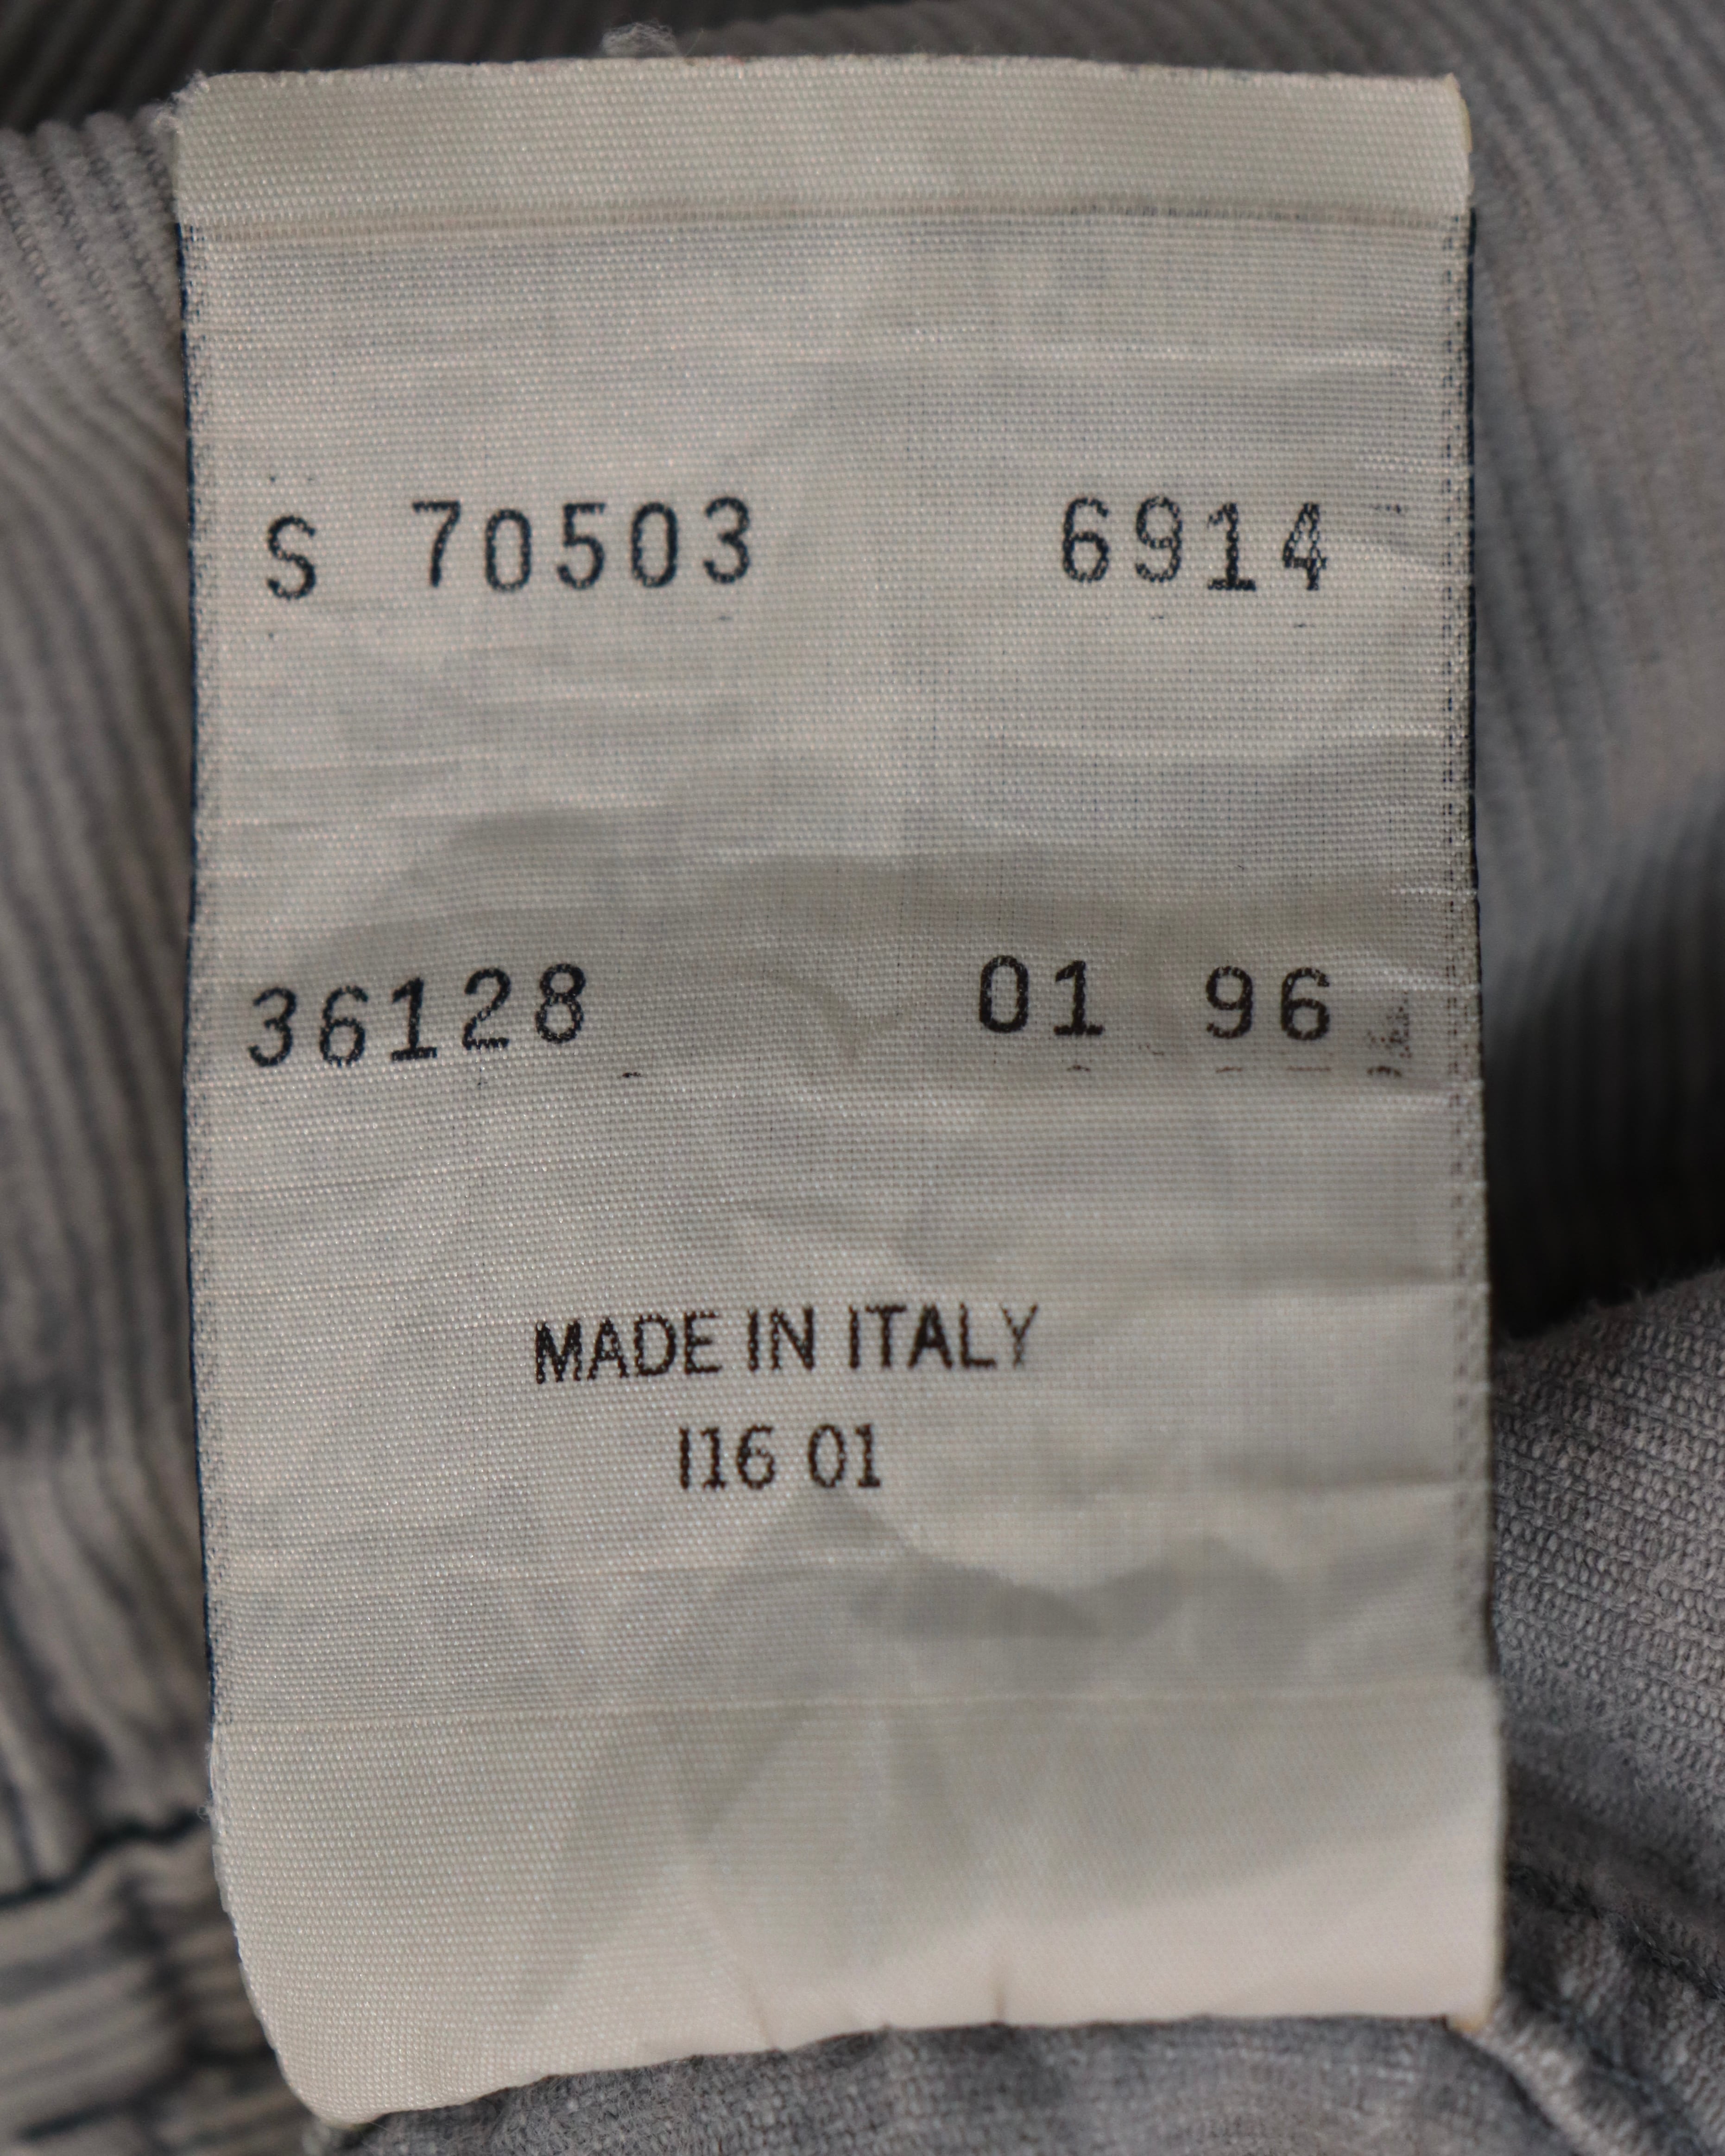 S 70503 6914
36128 01 96
MADE IN ITALY
I16 01